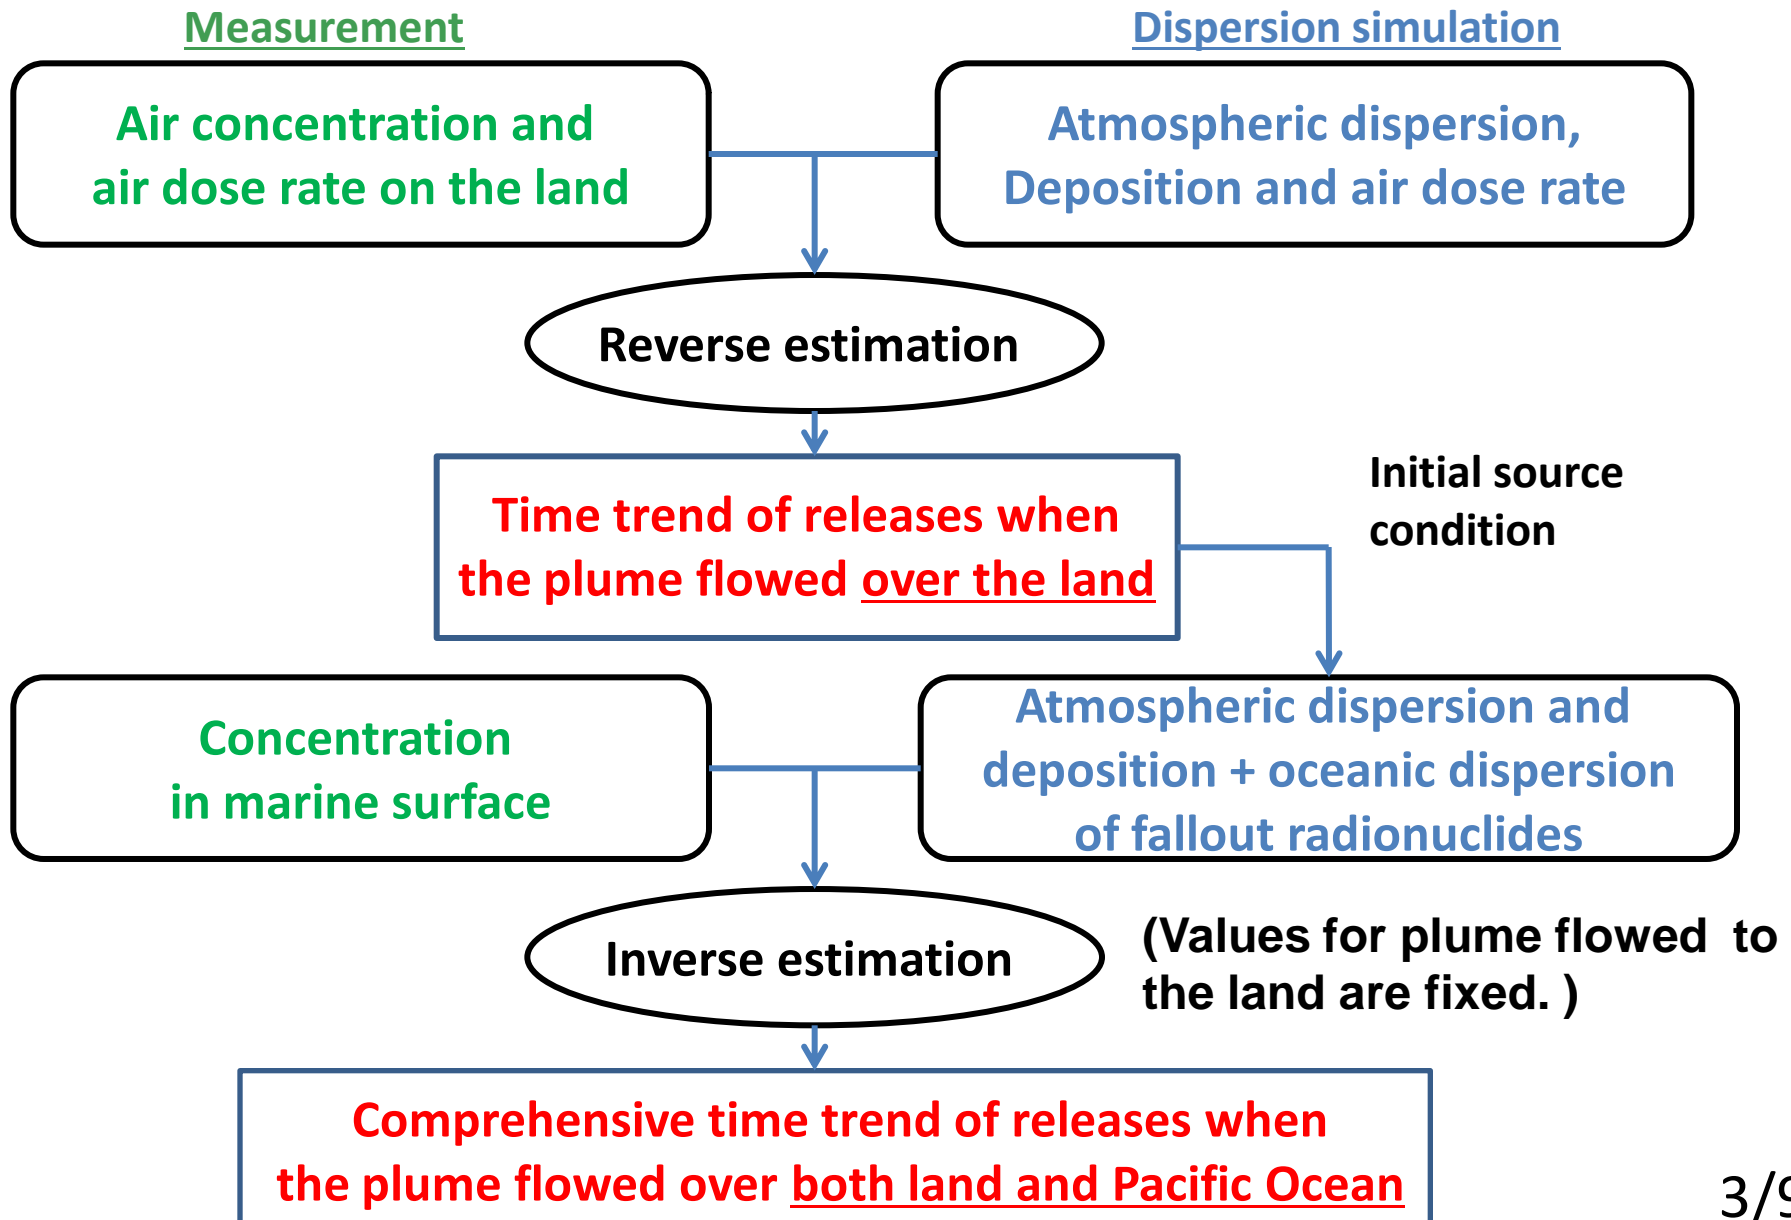 Measurement
Dispersion simulation
Air concentration and
air dose rate on the land
Atmospheric dispersion,
Deposition and air dose rate
Reverse estimation
Time trend of releases when
the plume flowed over the land
Initial source
condition
Concentration
in marine surface
Atmospheric dispersion and
deposition + oceanic dispersion
of fallout radionuclides
Inverse estimation
(Values for plume flowed to
the land are fixed. )
Comprehensive time trend of releases when
the plume flowed over both land and Pacific Ocean
3/9